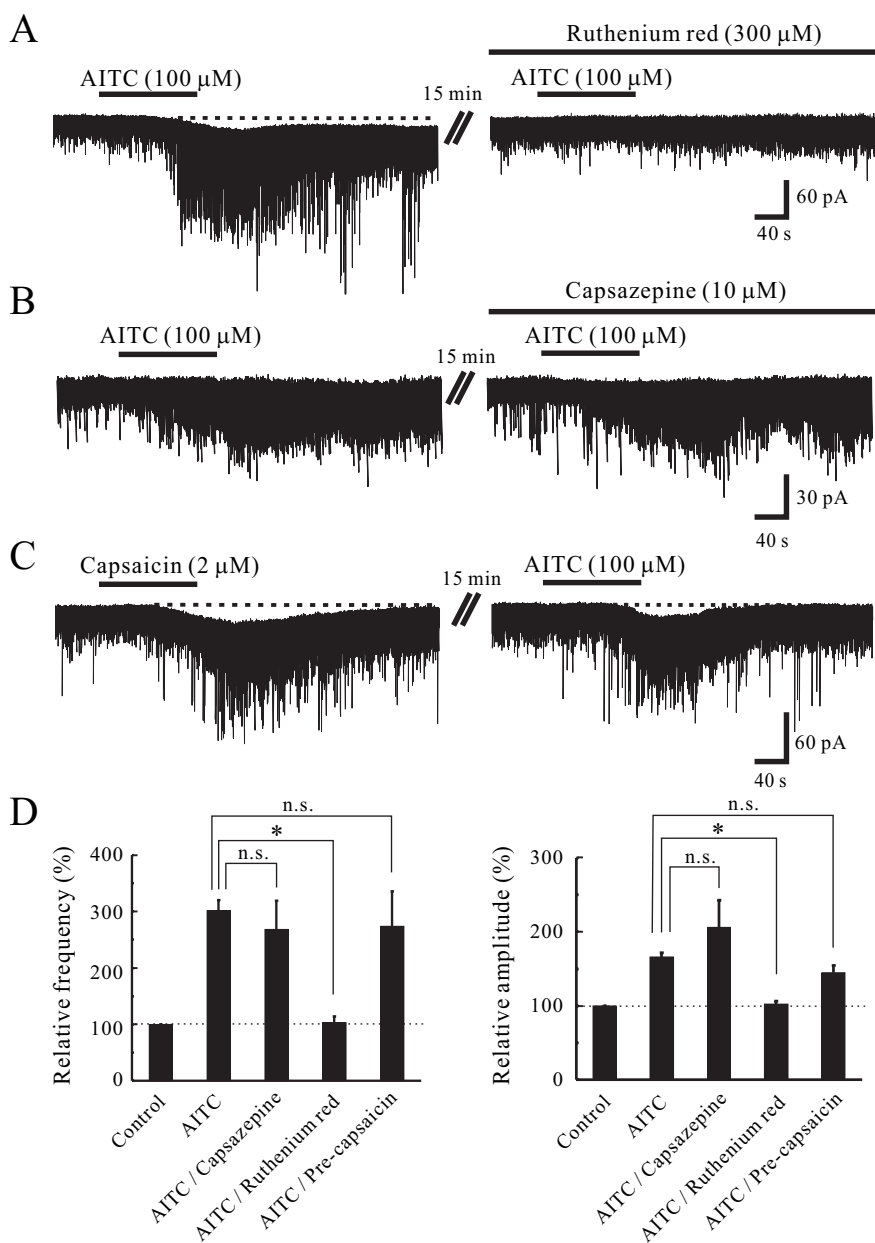 A
Ruthenium red (300 μM)
AITC (100 μM)
15 min
AITC (100 μM)
60 pA
40 s
B
Capsazepine (10 μM)
AITC (100 μM)
15 min
AITC (100 μM)
30 pA
40 s
C
Capsaicin (2 μM)
15 min
AITC (100 μM)
60 pA
40 s
D
n.s.
*
n.s.
Relative frequency (%)
400
300
200
100
0
Control
AITC
AITC / Capsazepine
AITC / Ruthenium red
AITC / Pre-capsaicin
n.s.
*
n.s.
Relative amplitude (%)
300
200
100
0
Control
AITC
AITC / Capsazepine
AITC / Ruthenium red
AITC / Pre-capsaicin